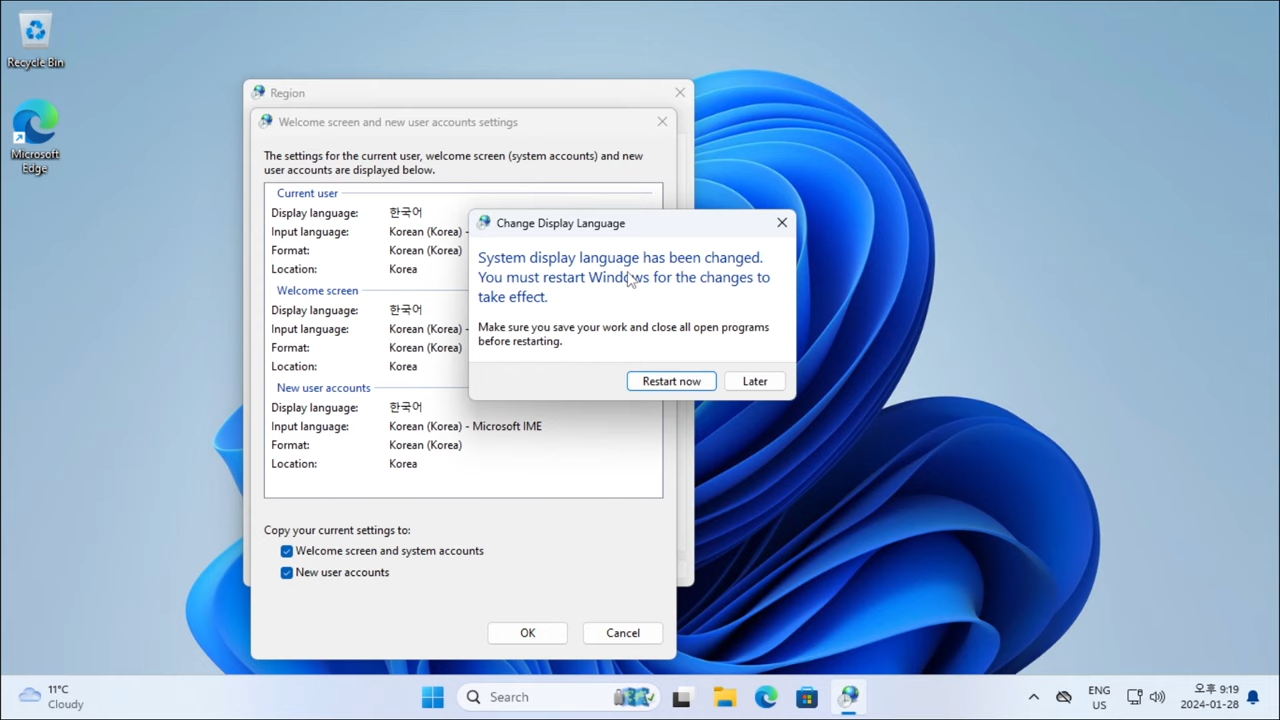 Recycle Bin
Microsoft
Edge
Region
Welcome screen and new user accounts settings
The settings for the current user, welcome screen (system accounts) and new
user accounts are displayed below.
Current user
Display language: 한국어
Input language: Korean (Korea) -
Format: Korean (Korea)
Location: Korea
Welcome screen
Display language: 한국어
Input language: Korean (Korea) -
Format: Korean (Korea)
Location: Korea
New user accounts
Display language: 한국어
Input language: Korean (Korea) - Microsoft IME
Format: Korean (Korea)
Location: Korea
Copy your current settings to:
Welcome screen and system accounts
New user accounts
OK Cancel
Change Display Language
System display language has been changed.
You must restart Windows for the changes to
take effect.
Make sure you save your work and close all open programs
before restarting.
Restart now Later
11°C
Cloudy
Search
ENG
US
오후 9:19
2024-01-28